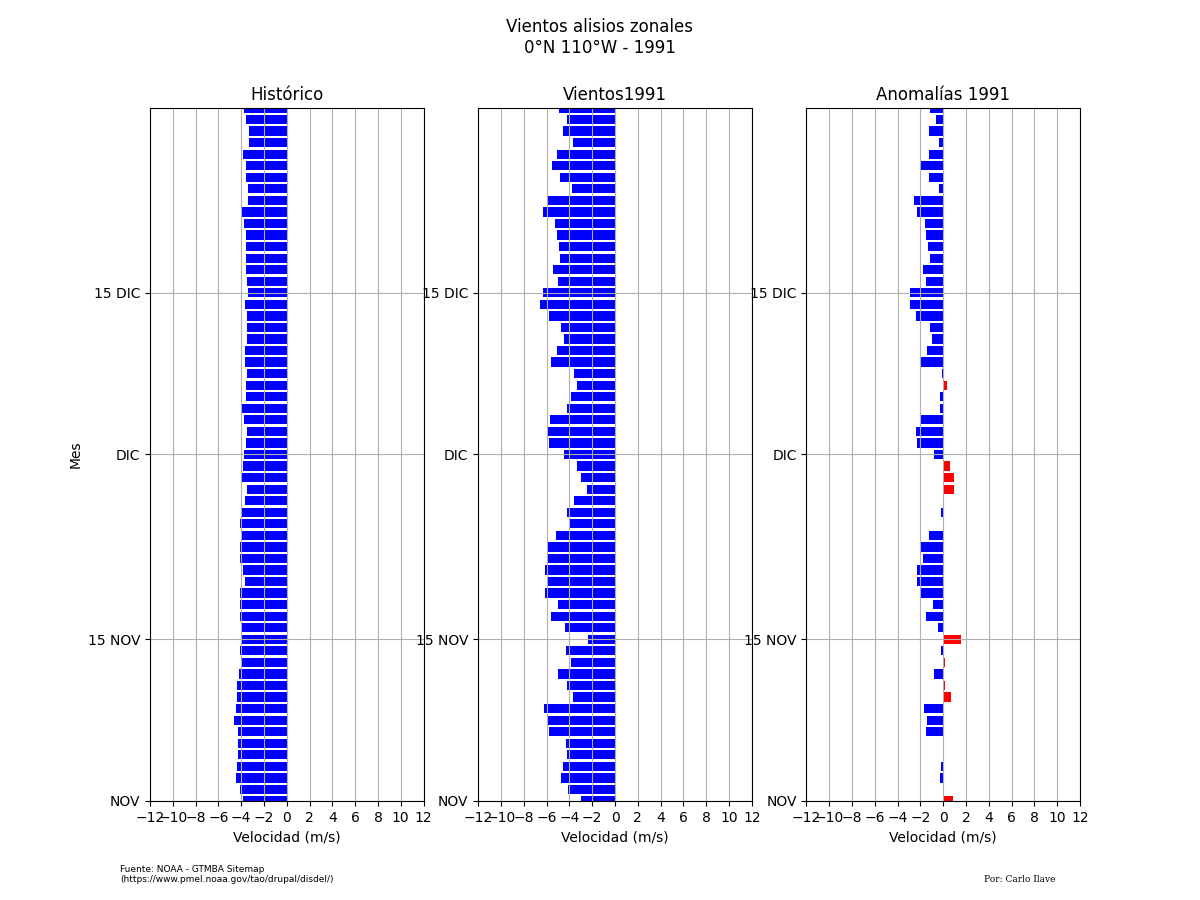 Vientos alisios zonales
0°N 110°W - 1991
Histórico
Vientos1991
Anomalías 1991
15 DIC
15 DIC
15 DIC
Mes
DIC
DIC
DIC
15 NOV
15 NOV
15 NOV
NOV
NOV
NOV
−12 −10 −8 −6 −4 −2 0 2 4 6 8 10 12
−12 −10 −8 −6 −4 −2 0 2 4 6 8 10 12
−12 −10 −8 −6 −4 −2 0 2 4 6 8 10 12
Velocidad (m/s)
Velocidad (m/s)
Velocidad (m/s)
Fuente: NOAA - GTMBA Sitemap
(https://www.pmel.noaa.gov/tao/drupal/disdel/)
Por: Carlo Ilave